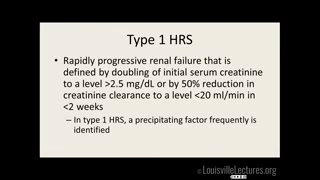 Type 1 HRS
• Rapidly progressive renal failure that is
defined by doubling of initial serum creatinine
to a level >2.5 mg/dL or by 50% reduction in
creatinine clearance to a level <20 ml/min in
<2 weeks
– In type 1 HRS, a precipitating factor frequently is
identified
LouisvilleLectures.org